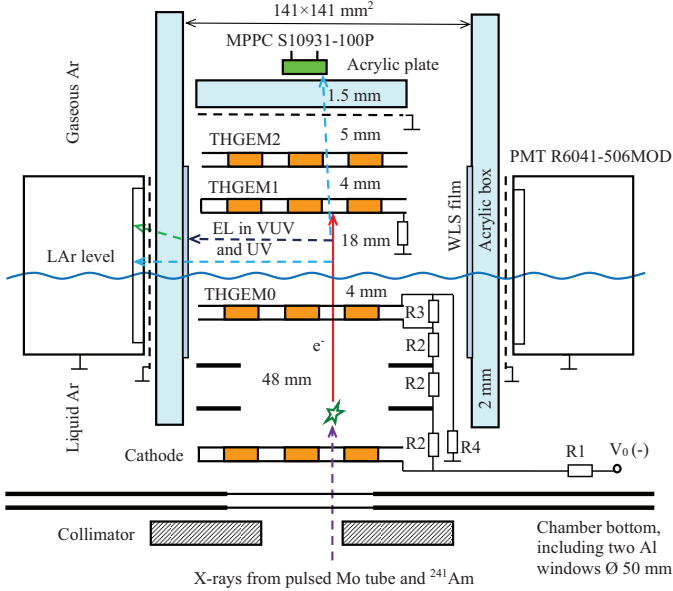 141×141 mm²
MPPC S10931-100P
Acrylic plate
1.5 mm
Gaseous Ar
5 mm
THGEM2
PMT R6041-506MOD
THGEM1
4 mm
WLS film
Acrylic box
EL in VUV
and UV
18 mm
LAr level
THGEM0
4 mm
R3
e-
R2
48 mm
R2
2 mm
Liquid Ar
R2
R4
Cathode
R1
V₀ (-)
Collimator
Chamber bottom,
including two Al
windows Ø 50 mm
X-rays from pulsed Mo tube and ²⁴¹Am